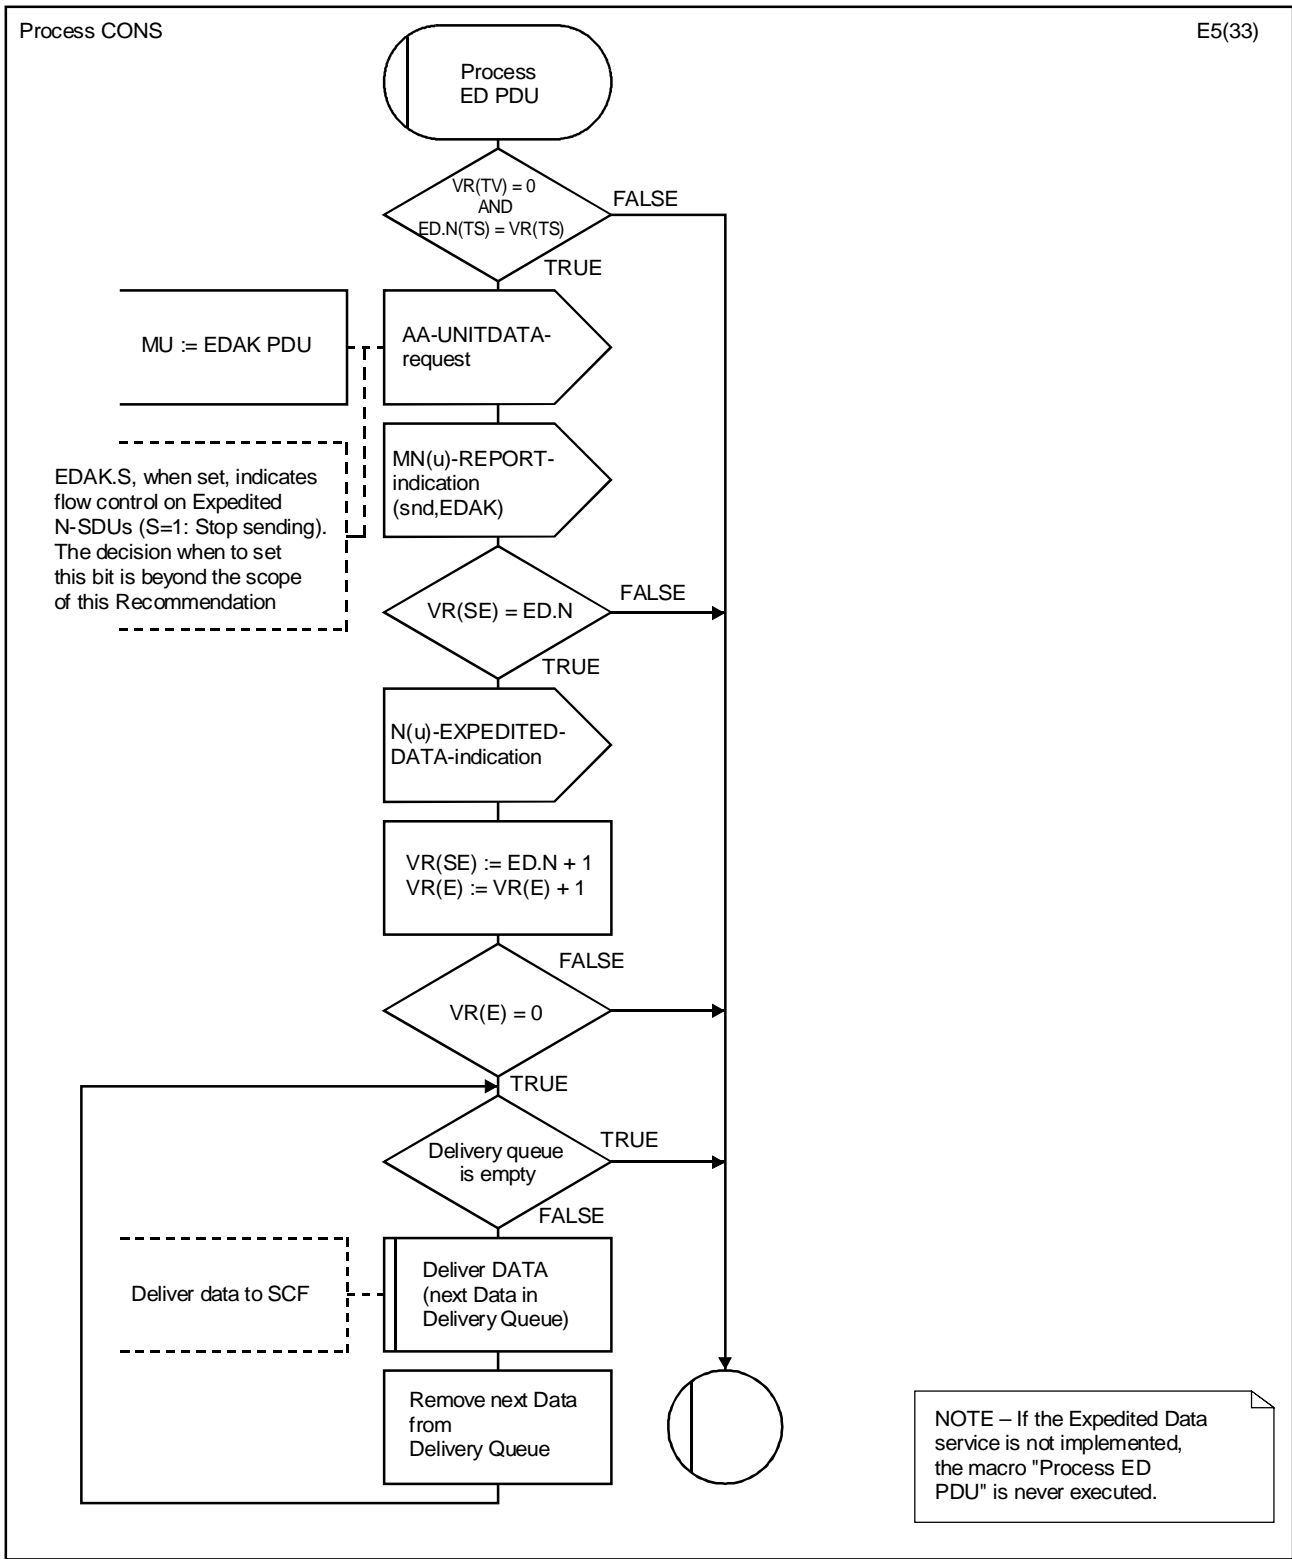 Process CONS
E5(33)
Process
ED PDU
VR(TV) = 0
AND
ED.N(TS) = VR(TS)
FALSE
TRUE
MU := EDAK PDU
AA-UNITDATA-
request
EDAK.S, when set, indicates
flow control on Expedited
N-SDUs (S=1: Stop sending).
The decision when to set
this bit is beyond the scope
of this Recommendation
MN(u)-REPORT-
indication
(snd,EDAK)
VR(SE) = ED.N
FALSE
TRUE
N(u)-EXPEDITED-
DATA-indication
VR(SE) := ED.N + 1
VR(E) := VR(E) + 1
FALSE
VR(E) = 0
TRUE
Delivery queue
is empty
TRUE
FALSE
Deliver data to SCF
Deliver DATA
(next Data in
Delivery Queue)
Remove next Data
from
Delivery Queue
NOTE – If the Expedited Data
service is not implemented,
the macro "Process ED
PDU" is never executed.